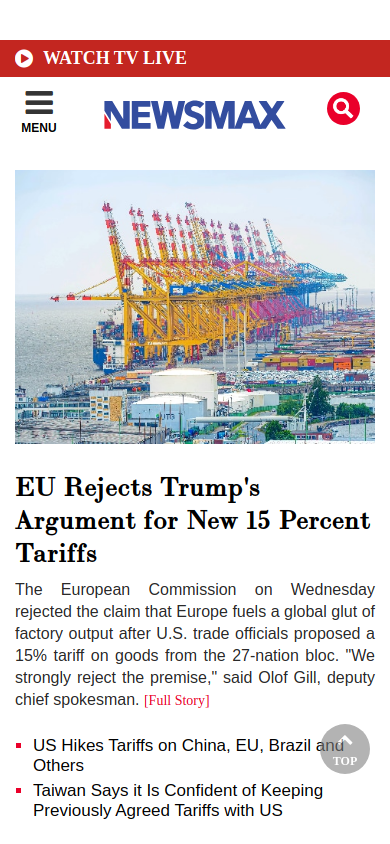 WATCH TV LIVE
MENU
NEWSMAX
EU Rejects Trump's
Argument for New 15 Percent
Tariffs
The European Commission on Wednesday
rejected the claim that Europe fuels a global glut of
factory output after U.S. trade officials proposed a
15% tariff on goods from the 27-nation bloc. "We
strongly reject the premise," said Olof Gill, deputy
chief spokesman. [Full Story]
US Hikes Tariffs on China, EU, Brazil and
Others
TOP
Taiwan Says it Is Confident of Keeping
Previously Agreed Tariffs with US